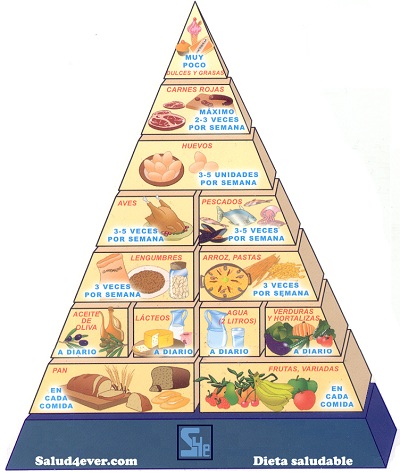 MUY
POCO
DULCES Y GRASAS
CARNES ROJAS
MÁXIMO
2-3 VECES
POR SEMANA
HUEVOS
3-5 UNIDADES
POR SEMANA
AVES
3-5 VECES
POR SEMANA
PESCADOS
3-5 VECES
POR SEMANA
LENGUMBRES
3 VECES
POR SEMANA
ARROZ, PASTAS
3 VECES
POR SEMANA
ACEITE
DE
OLIVA
A DIARIO
LÁCTEOS
A DIARIO
AGUA
(2 LITROS)
A DIARIO
VERDURAS
Y HORTALIZAS
A DIARIO
PAN
EN
CADA
COMIDA
FRUTAS, VARIADAS
EN
CADA
COMIDA
S4e
Salud4ever.com
Dieta saludable